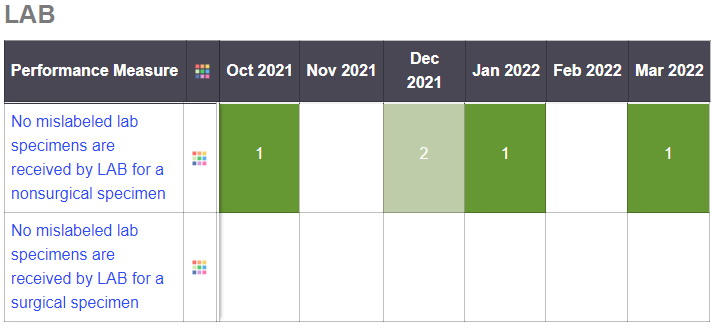 LAB
Performance Measure Oct 2021 Nov 2021 Dec 2021 Jan 2022 Feb 2022 Mar 2022
No mislabeled lab
specimens are
received by LAB for a
nonsurgical specimen
1 2 1 1
No mislabeled lab
specimens are
received by LAB for a
surgical specimen